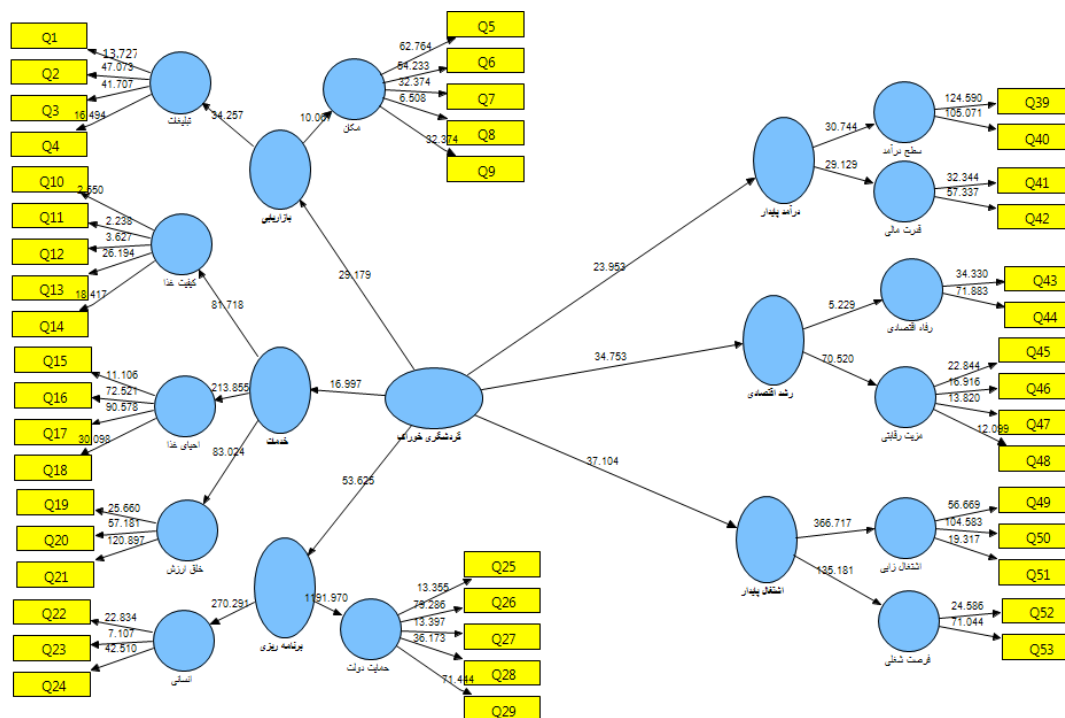 Q1
13.727
Q2
47.073
Q3
41.707
Q4
16.494
تبلیغات
34.257
10.067
مکان
62.764
Q5
54.233
Q6
32.374
Q7
6.508
Q8
32.374
Q9
بازاریابی
29.179
Q10
2.550
Q11
2.238
Q12
3.627
Q13
26.194
Q14
18.417
کیفیت غذا
81.718
Q15
11.106
Q16
72.521
Q17
90.578
Q18
30.098
احیای غذا
213.855
خدمات
16.997
گردشگری خوراک
83.024
Q19
25.660
Q20
57.181
Q21
120.897
خلق ارزش
53.625
Q22
22.834
Q23
7.107
Q24
42.510
انسانی
270.291
برنامه ریزی
1191.970
حمایت دولت
13.355
Q25
79.286
Q26
13.397
Q27
36.173
Q28
71.444
Q29
23.953
درآمد پایدار
30.744
سطح درآمد
124.590
Q39
105.071
Q40
29.129
قدرت مالی
32.344
Q41
57.337
Q42
34.753
رشد اقتصادی
5.229
رفاه اقتصادی
34.330
Q43
71.883
Q44
70.520
مزیت رقابتی
22.844
Q45
16.916
Q46
13.820
Q47
12.099
Q48
37.104
اشتغال پایدار
366.717
اشتغال زایی
56.669
Q49
104.583
Q50
19.317
Q51
135.181
فرصت شغلی
24.586
Q52
71.044
Q53